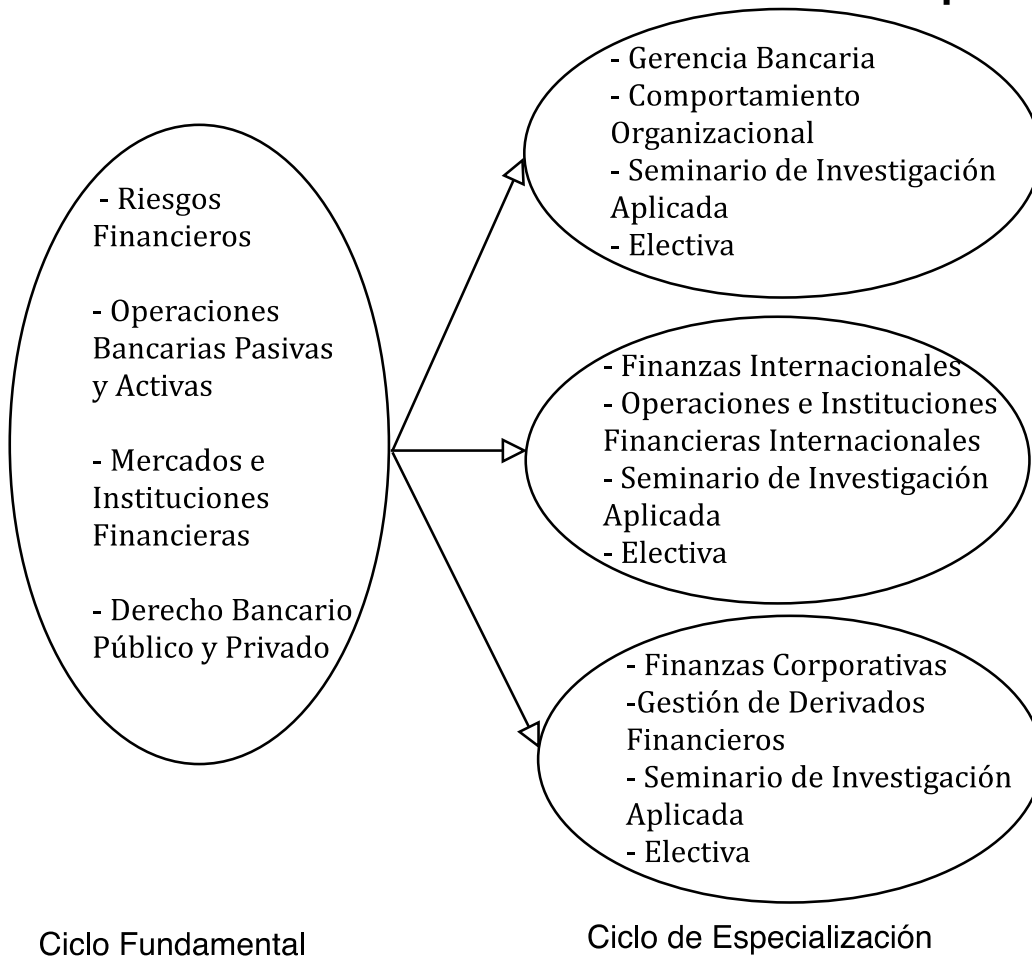 - Riesgos
Financieros
- Operaciones
Bancarias Pasivas
y Activas
- Mercados e
Instituciones
Financieras
- Derecho Bancario
Público y Privado
Ciclo Fundamental
- Gerencia Bancaria
- Comportamiento
Organizacional
- Seminario de Investigación
Aplicada
- Electiva
- Finanzas Internacionales
- Operaciones e Instituciones
Financieras Internacionales
- Seminario de Investigación
Aplicada
- Electiva
- Finanzas Corporativas
-Gestión de Derivados
Financieros
- Seminario de Investigación
Aplicada
- Electiva
Ciclo de Especialización